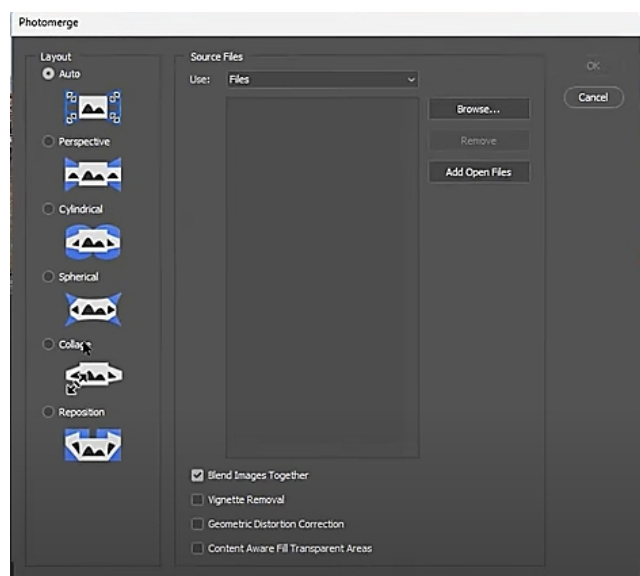 Photomerge
Layout
Auto
Perspective
Cylindrical
Spherical
Collage
Reposition
Source Files
Use: Files
Browse...
Remove
Add Open Files
Blend Images Together
Vignette Removal
Geometric Distortion Correction
Content Aware Fill Transparent Areas
OK
Cancel